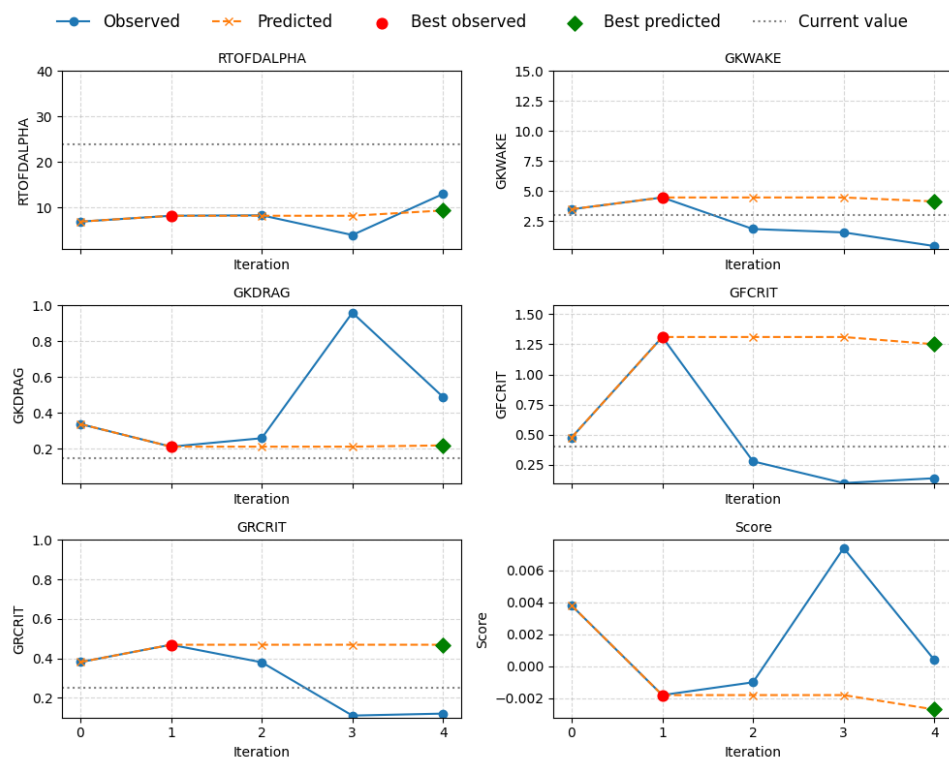 Observed Predicted Best observed Best predicted Current value
RTOFDALPHA
RTOFDALPHA
40
30
20
10
Iteration
GKWAKE
GKWAKE
15.0
12.5
10.0
7.5
5.0
2.5
Iteration
GKDRAG
GKDRAG
1.0
0.8
0.6
0.4
0.2
Iteration
GFCRIT
GFCRIT
1.50
1.25
1.00
0.75
0.50
0.25
Iteration
GRCRIT
GRCRIT
1.0
0.8
0.6
0.4
0.2
0 1 2 3 4
Iteration
Score
Score
0.006
0.004
0.002
0.000
−0.002
0 1 2 3 4
Iteration